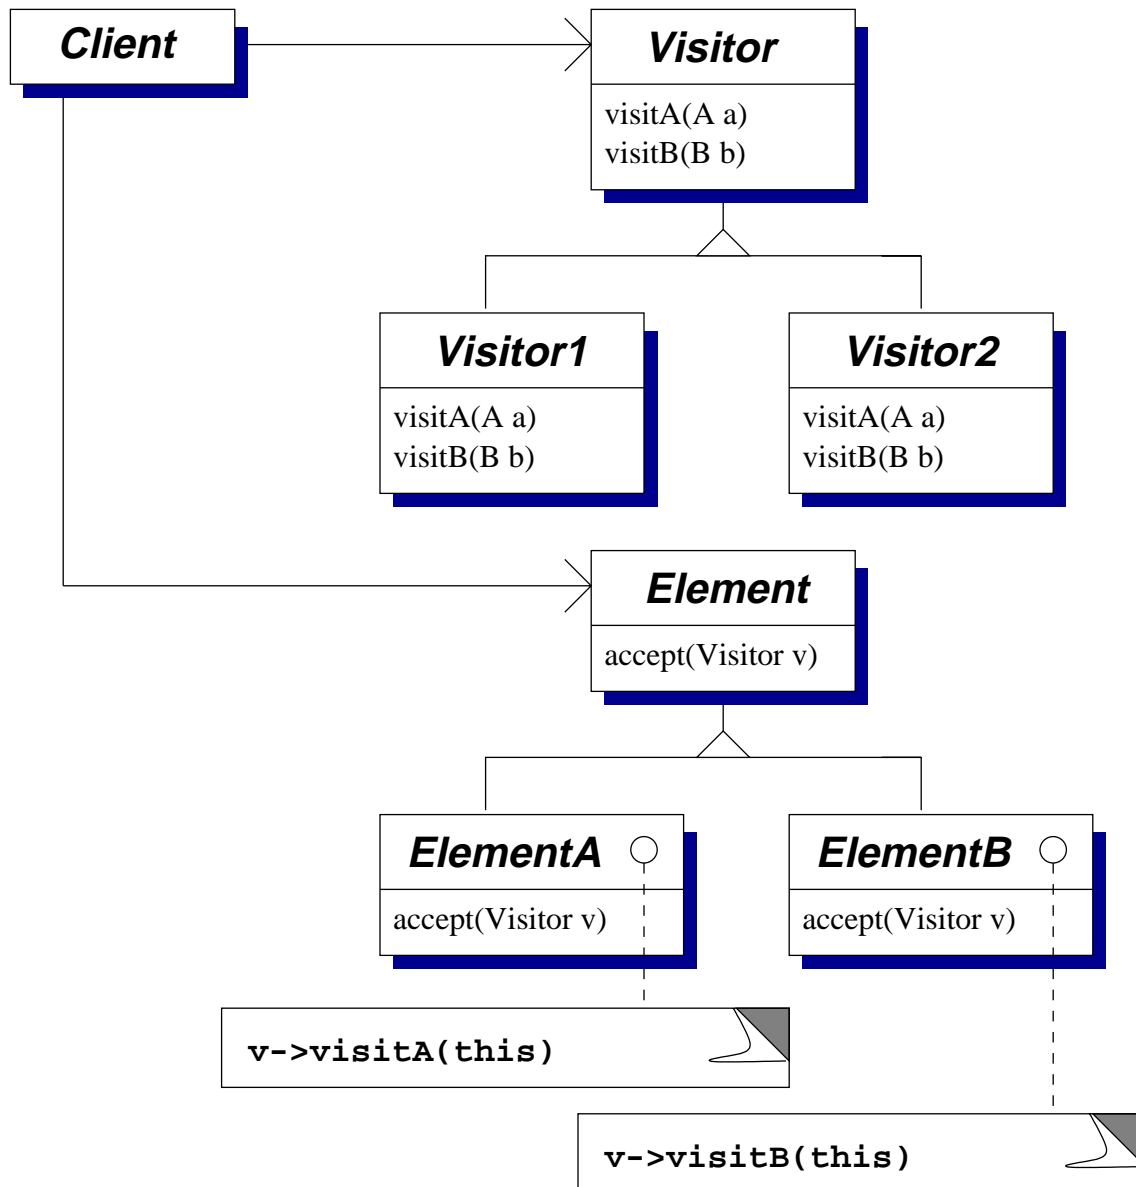 Client
Visitor
visitA(A a)
visitB(B b)
Visitor1
visitA(A a)
visitB(B b)
Visitor2
visitA(A a)
visitB(B b)
Element
accept(Visitor v)
ElementA
accept(Visitor v)
ElementB
accept(Visitor v)
v->visitA(this)
v->visitB(this)